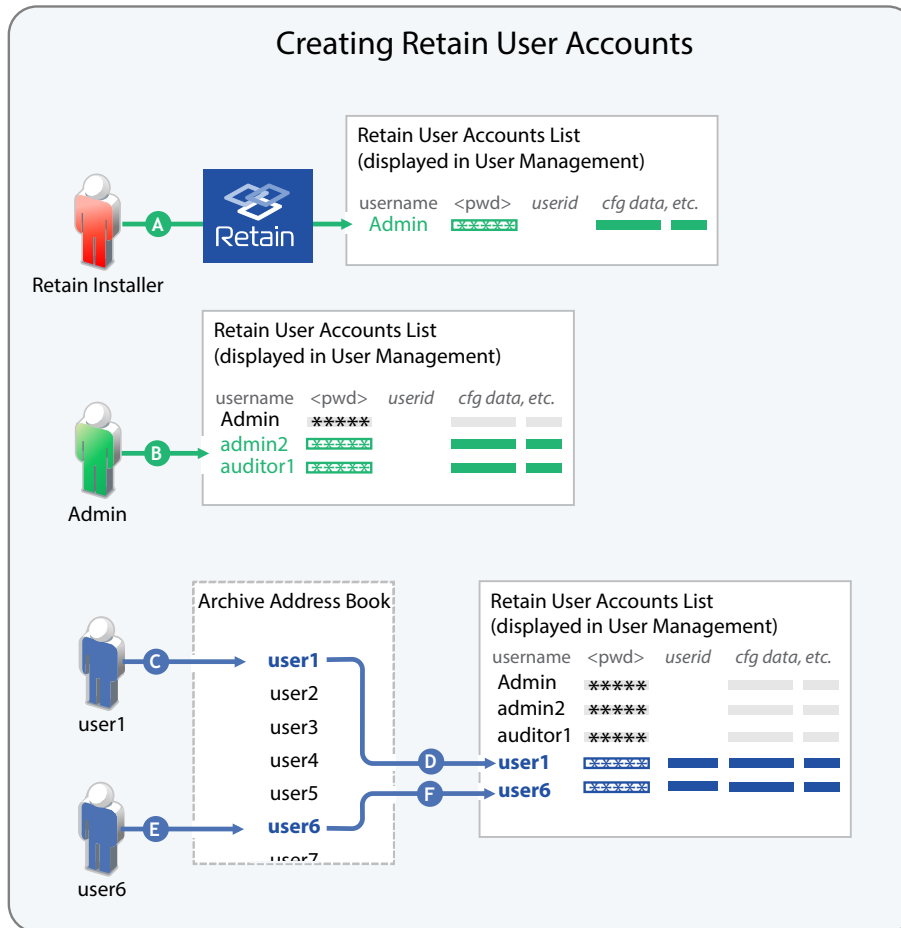 Creating Retain User Accounts
Retain User Accounts List
(displayed in User Management)
username <pwd> userid cfg data, etc.
Admin *****
A
Retain
Retain Installer
Retain User Accounts List
(displayed in User Management)
username <pwd> userid cfg data, etc.
Admin *****
admin2 *****
auditor1 *****
B
Admin
Archive Address Book
user1
user2
user3
user4
user5
user6
user7
C
user1
E
user6
D
F
Retain User Accounts List
(displayed in User Management)
username <pwd> userid cfg data, etc.
Admin *****
admin2 *****
auditor1 *****
user1 *****
user6 *****